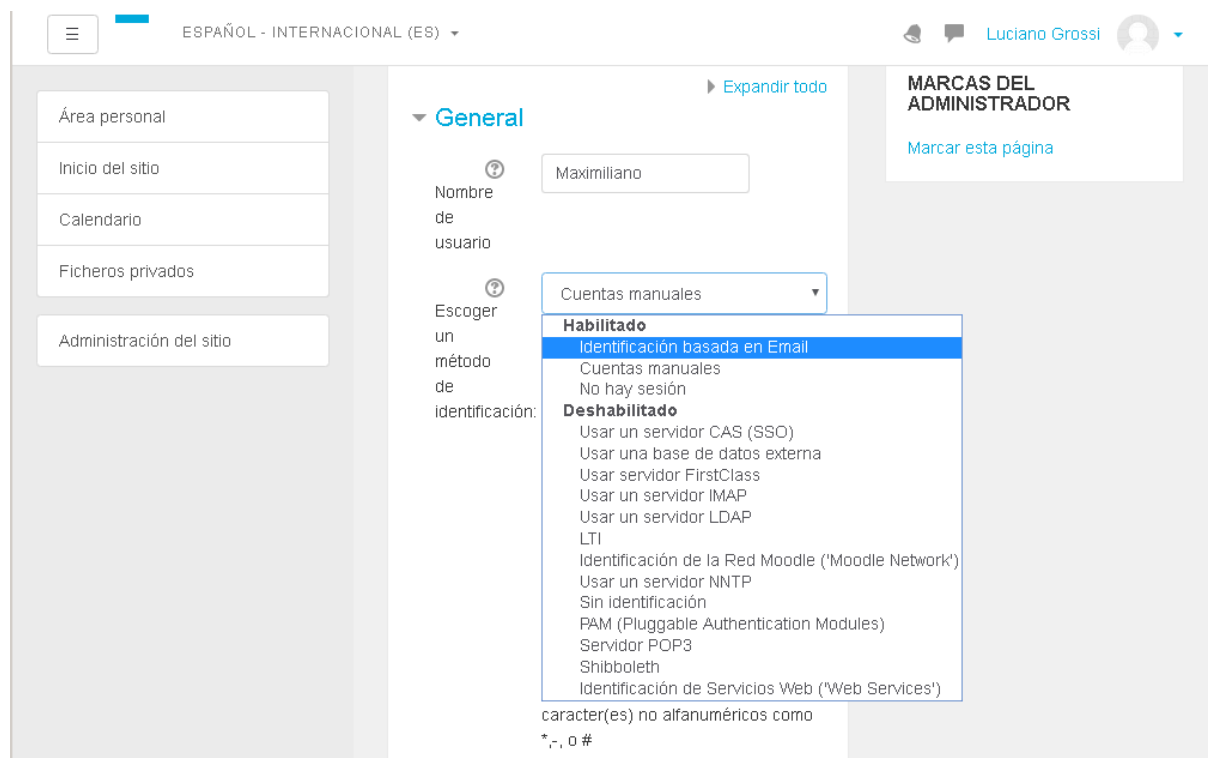 ESPAÑOL - INTERNACIONAL (ES)
Luciano Grossi
Área personal
Inicio del sitio
Calendario
Ficheros privados
Administración del sitio
Expandir todo
General
Nombre
de
usuario
Maximiliano
Escoger
un
método
de
identificación:
Cuentas manuales
Habilitado
Identificación basada en Email
Cuentas manuales
No hay sesión
Deshabilitado
Usar un servidor CAS (SSO)
Usar una base de datos externa
Usar servidor FirstClass
Usar un servidor IMAP
Usar un servidor LDAP
LTI
Identificación de la Red Moodle ('Moodle Network')
Usar un servidor NNTP
Sin identificación
PAM (Pluggable Authentication Modules)
Servidor POP3
Shibboleth
Identificación de Servicios Web ('Web Services')
caracter(es) no alfanuméricos como
*,-, o #
MARCAS DEL
ADMINISTRADOR
Marcar esta página